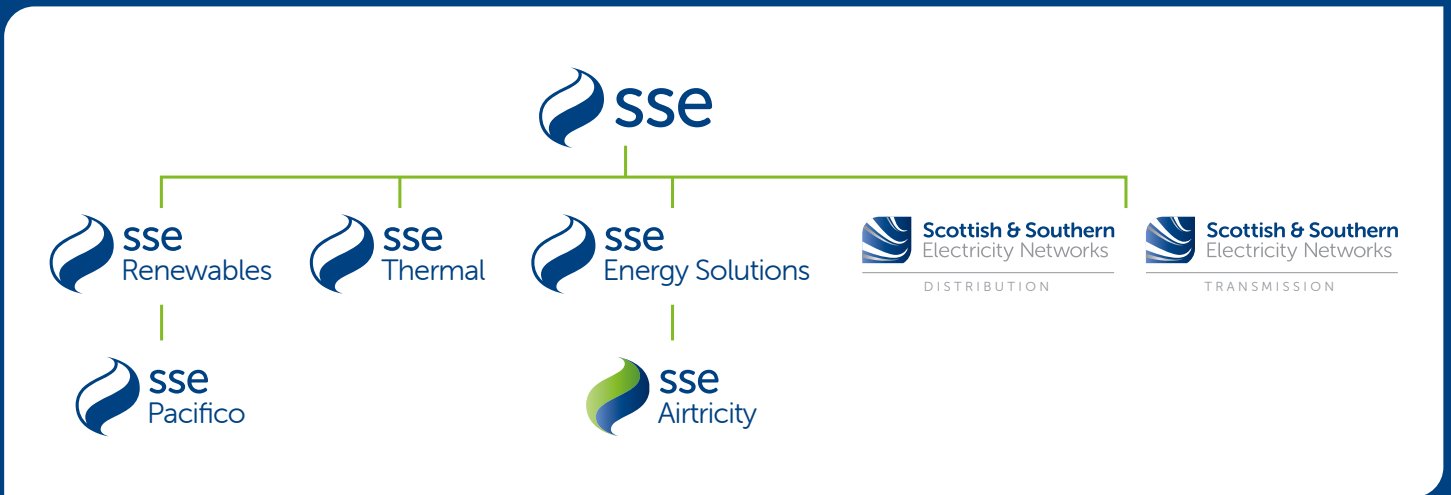 sse
sse
Renewables
sse
Thermal
sse
Energy Solutions
Scottish & Southern
Electricity Networks
DISTRIBUTION
Scottish & Southern
Electricity Networks
TRANSMISSION
sse
Pacifico
sse
Airtricity